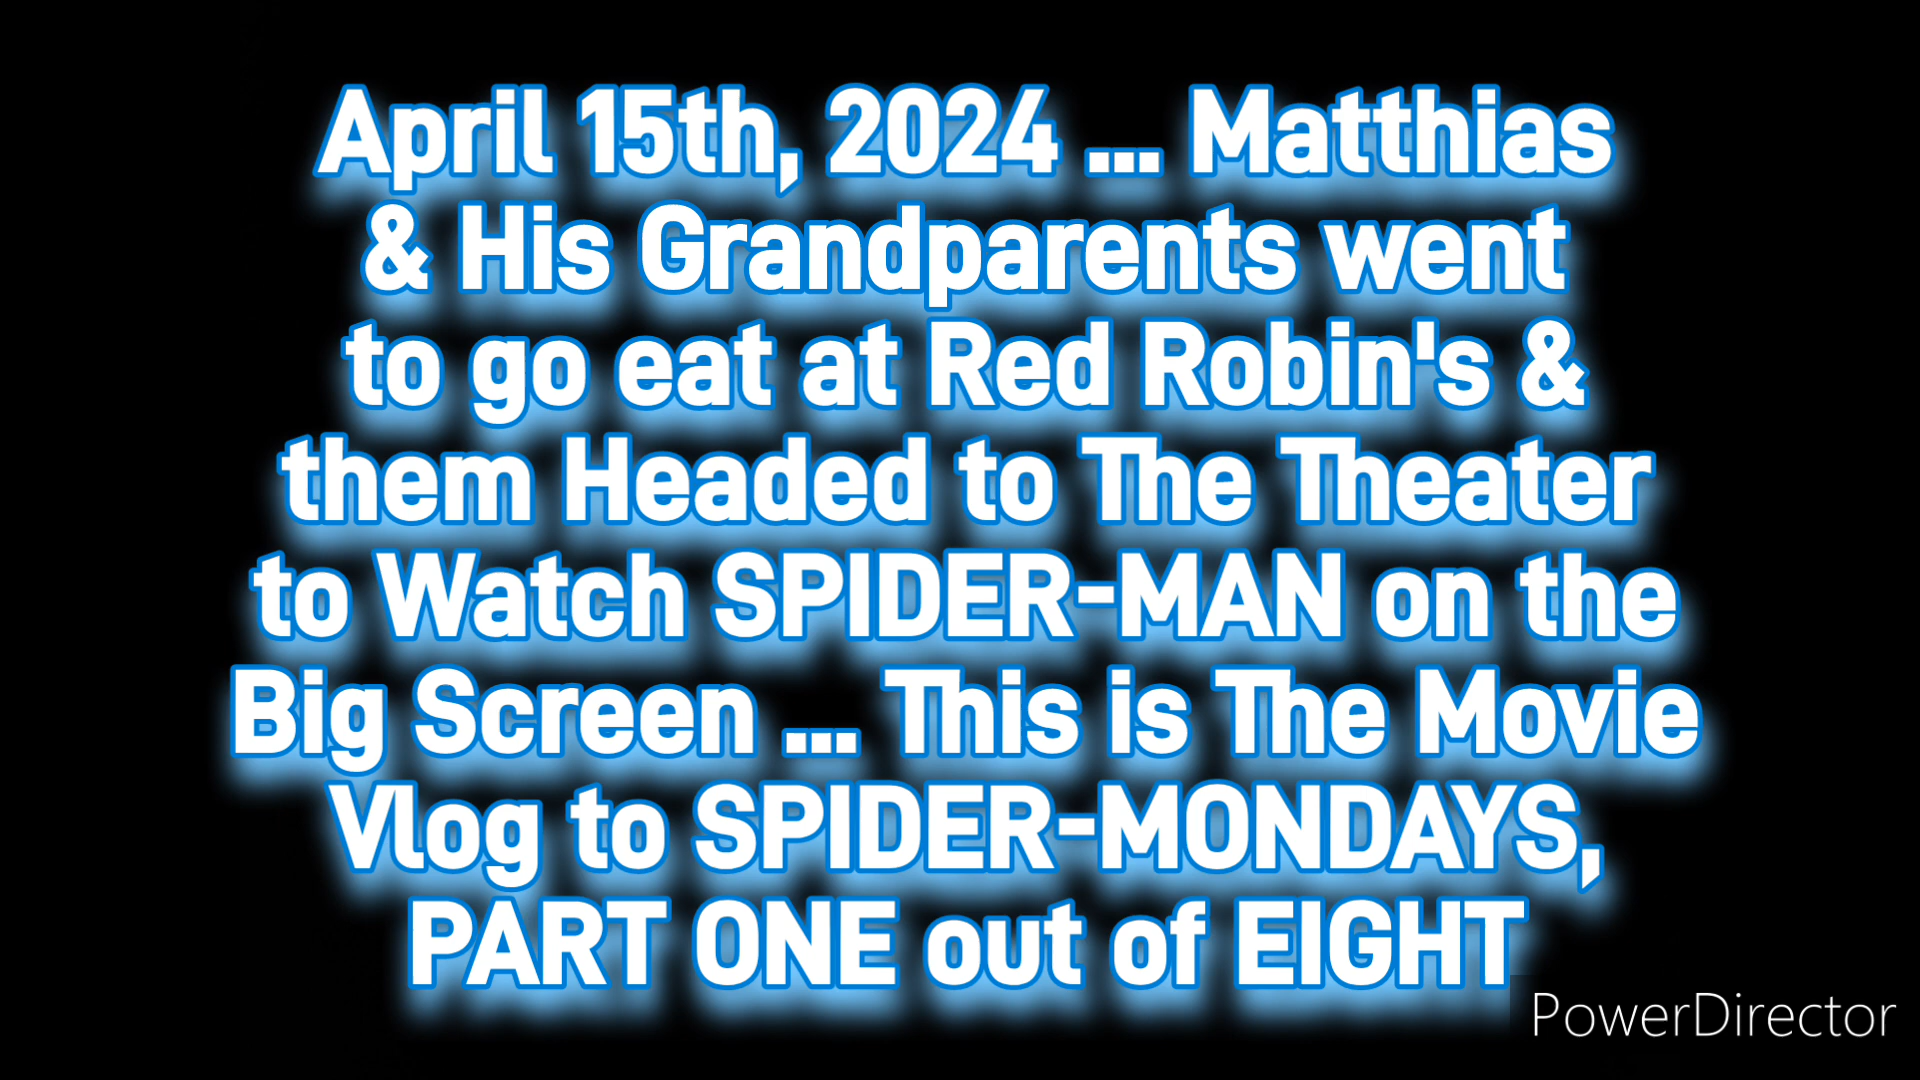 April 15th, 2024 ... Matthias
& His Grandparents went
to go eat at Red Robin's &
them Headed to The Theater
to Watch SPIDER-MAN on the
Big Screen ... This is The Movie
Vlog to SPIDER-MONDAYS,
PART ONE out of EIGHT
PowerDirector